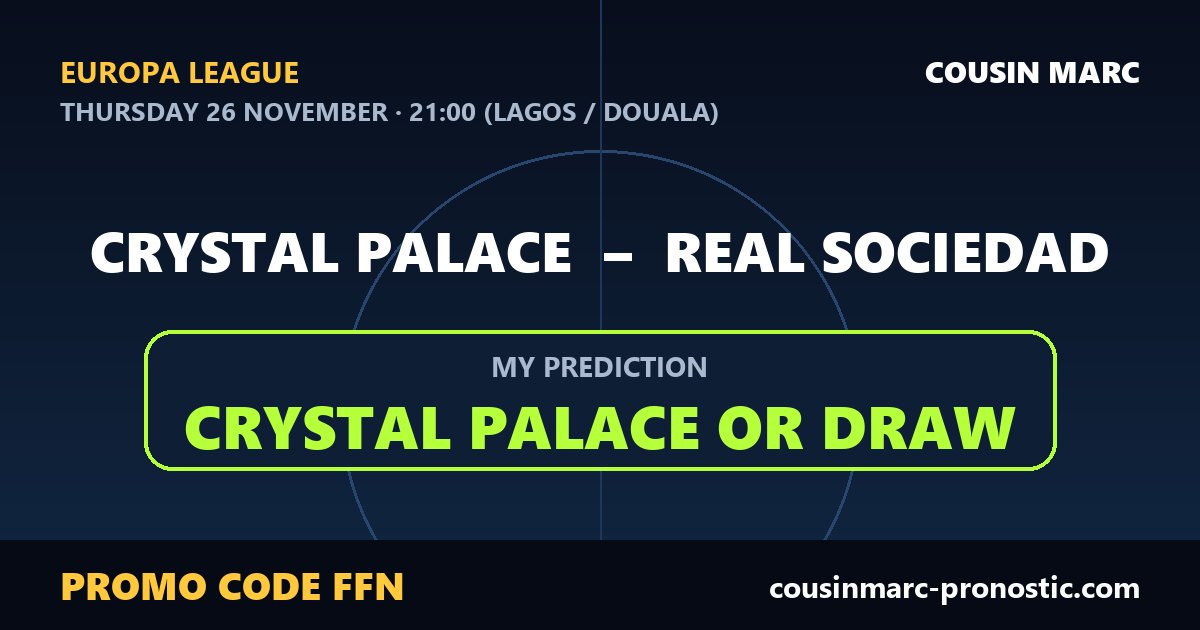 EUROPA LEAGUE
COUSIN MARC
THURSDAY 26 NOVEMBER · 21:00 (LAGOS / DOUALA)
CRYSTAL PALACE – REAL SOCIEDAD
MY PREDICTION
CRYSTAL PALACE OR DRAW
PROMO CODE FFN
cousinmarc-pronostic.com